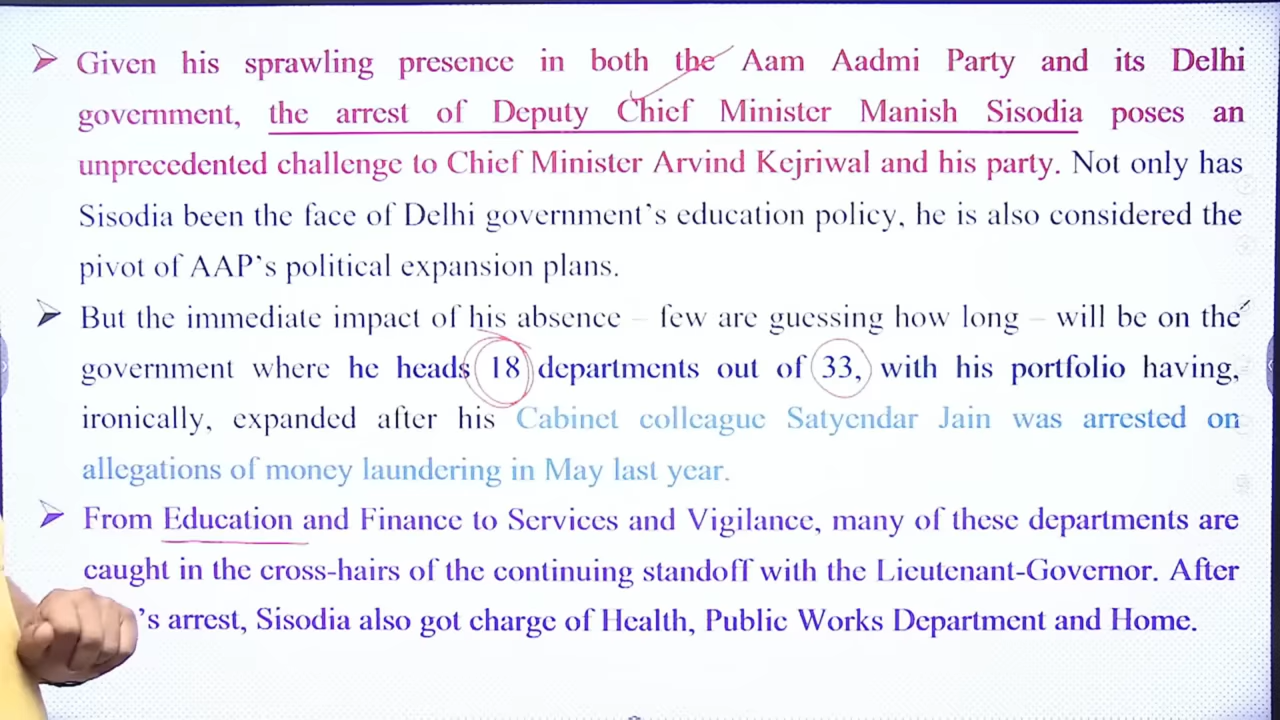 Given his sprawling presence in both the Aam Aadmi Party and its Delhi
government, the arrest of Deputy Chief Minister Manish Sisodia poses an
unprecedented challenge to Chief Minister Arvind Kejriwal and his party. Not only has
Sisodia been the face of Delhi government's education policy, he is also considered the
pivot of AAP's political expansion plans.
But the immediate impact of his absence – few are guessing how long – will be on the
government where he heads 18 departments out of 33, with his portfolio having,
ironically, expanded after his Cabinet colleague Satyendar Jain was arrested on
allegations of money laundering in May last year.
From Education and Finance to Services and Vigilance, many of these departments are
caught in the cross-hairs of the continuing standoff with the Lieutenant-Governor. After
's arrest, Sisodia also got charge of Health, Public Works Department and Home.